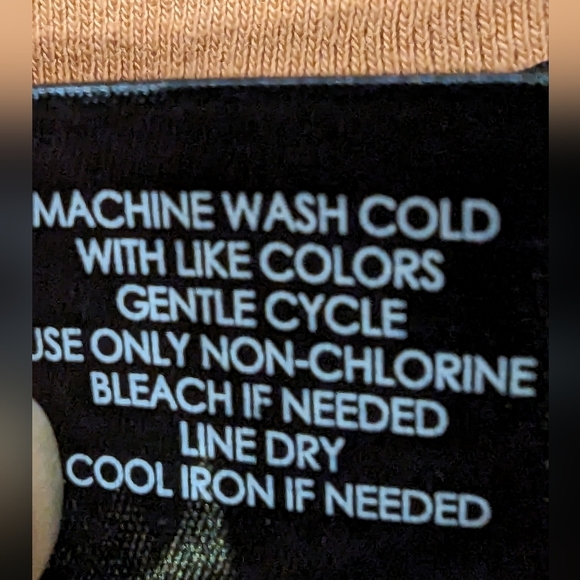 MACHINE WASH COLD
WITH LIKE COLORS
GENTLE CYCLE
USE ONLY NON-CHLORINE
BLEACH IF NEEDED
LINE DRY
COOL IRON IF NEEDED